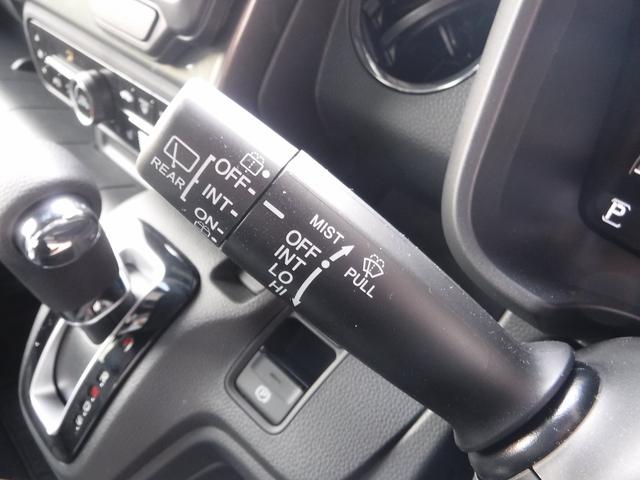 REAR
OFF-
INT-
ON-
MIST
OFF
INT
LO
HI
PULL
P
P